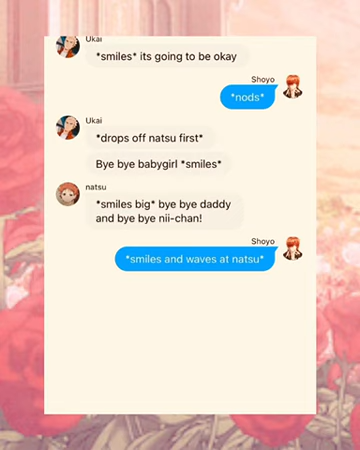 Ukai
*smiles* its going to be okay
Shoyo
*nods*
Ukai
*drops off natsu first*
Bye bye babygirl *smiles*
natsu
*smiles big* bye bye daddy
and bye bye nii-chan!
Shoyo
*smiles and waves at natsu*